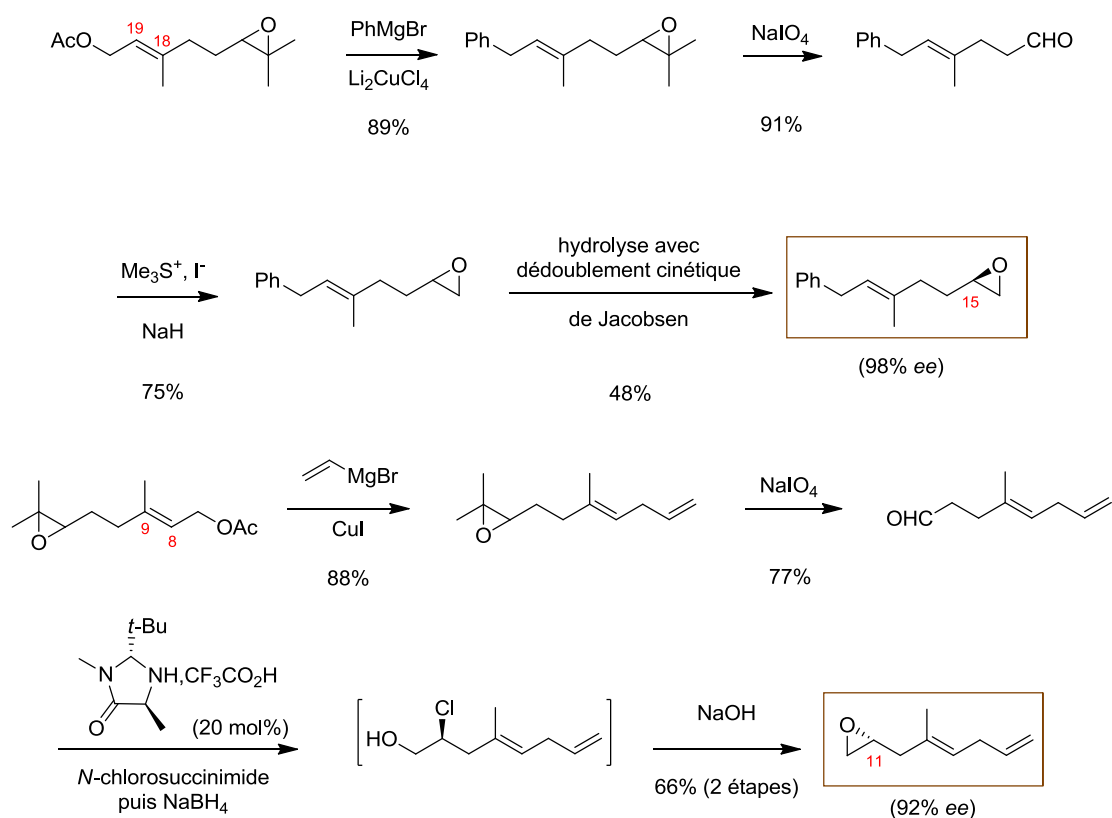 AcO 19 18 O
PhMgBr
Li2CuCl4
89%
Ph O
NaIO4
91%
Ph CHO
Me3S+, I-
NaH
75%
Ph O
hydrolyse avec
dédoublement cinétique
de Jacobsen
48%
Ph O 15
(98% ee)
O 9 8 OAc
MgBr
CuI
88%
O
NaIO4
77%
OHC
t-Bu
N NH,CF3CO2H
O (20 mol%)
N-chlorosuccinimide
puis NaBH4
HO Cl
NaOH
66% (2 étapes)
O 11
(92% ee)